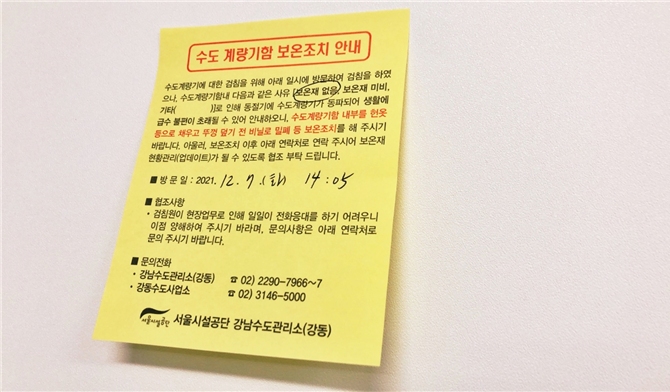 수도 계량기함 보온조치 안내
수도계량기에 대한 검침을 위해 아래 일시에 방문하여 검침을 하였
으나, 수도계량기함내 다음과 같은 사유 [보온재 없음, 보온재 미비,
기타(          )]로 인해 동절기에 수도계량기가 동파되어 생활에
급수 불편이 초래될 수 있어 안내하오니, 수도계량기함 내부를 헌옷
등으로 채우고 뚜껑 덮기 전 비닐로 밀폐 등 보온조치를 해 주시기
바랍니다. 아울러, 보온조치 이후 아래 연락처로 연락 주시어 보온재
현황관리(업데이트)가 될 수 있도록 협조 부탁 드립니다.
■ 방 문 일 : 2021. 12. 7. (화) 14 : 05
■ 협조사항
· 검침원이 현장업무로 인해 일일이 전화응대를 하기 어려우니
이점 양해하여 주시기 바라며, 문의사항은 아래 연락처로
문의 주시기 바랍니다.
■ 문의전화
· 강남수도관리소(강동) ☎ 02) 2290-7966~7
· 강동수도사업소 ☎ 02) 3146-5000
서울시설공단 서울시설공단 강남수도관리소(강동)